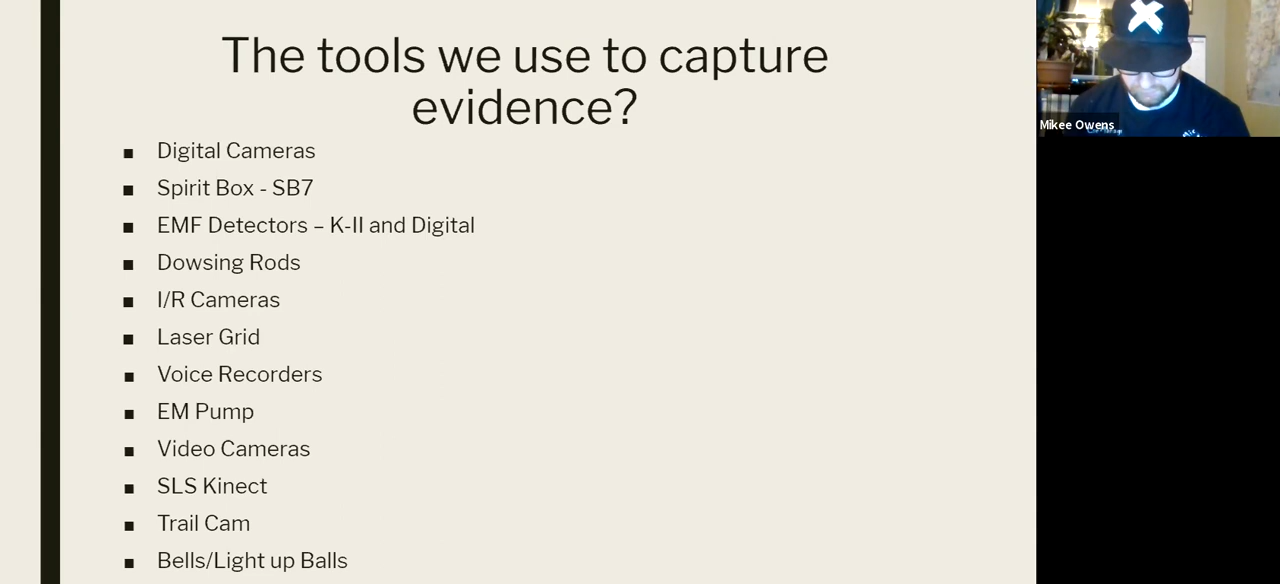 The tools we use to capture
evidence?
■ Digital Cameras
■ Spirit Box - SB7
■ EMF Detectors – K-II and Digital
■ Dowsing Rods
■ I/R Cameras
■ Laser Grid
■ Voice Recorders
■ EM Pump
■ Video Cameras
■ SLS Kinect
■ Trail Cam
■ Bells/Light up Balls
Mikee Owens